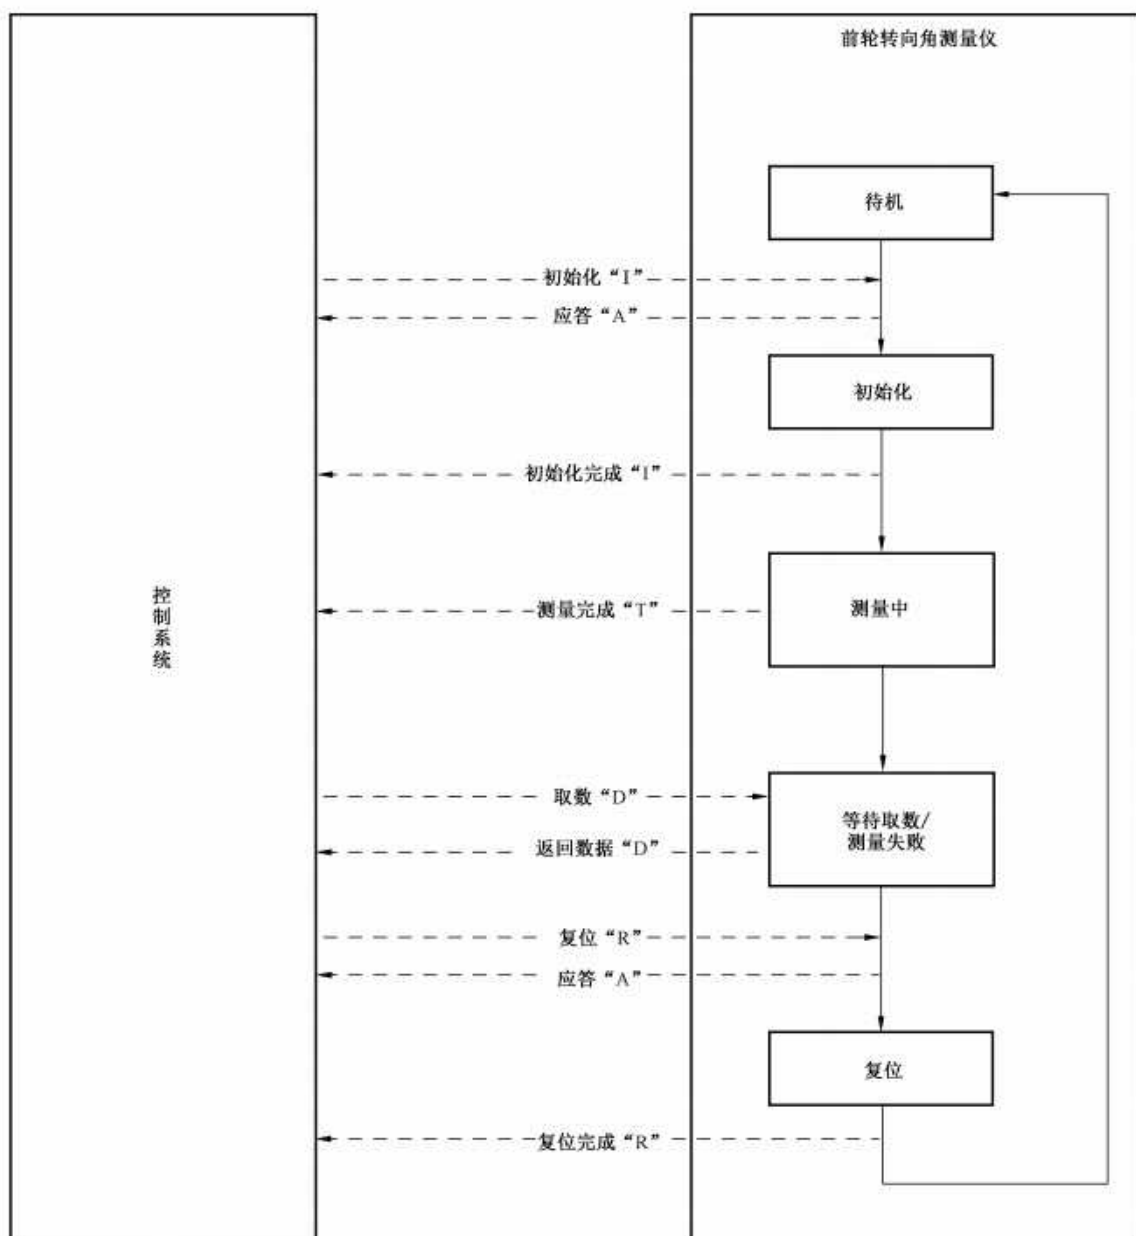 前轮转向角测量仪
待机
初始化“I”
应答“A”
初始化
初始化完成“I”
控制系统
测量完成“T”
测量中
取数“D”
等待取数/
测量失败
返回数据“D”
复位“R”
应答“A”
复位
复位完成“R”